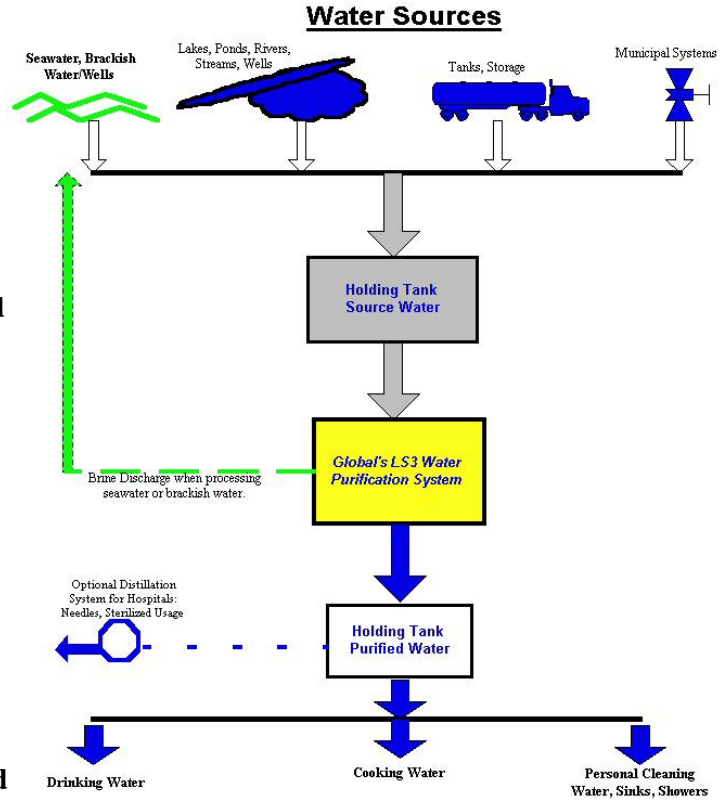 Water Sources
Seawater, Brackish
Water/Wells
Lakes, Ponds, Rivers,
Streams, Wells
Tanks, Storage
Municipal Systems
Holding Tank
Source Water
d
Global's LS3 Water
Purification System
Brine Discharge when processing
seawater or brackish water.
Optional Distillation
System for Hospitals:
Needles, Sterilized Usage
Holding Tank
Purified Water
d
Drinking Water
Cooking Water
Personal Cleaning
Water, Sinks, Showers